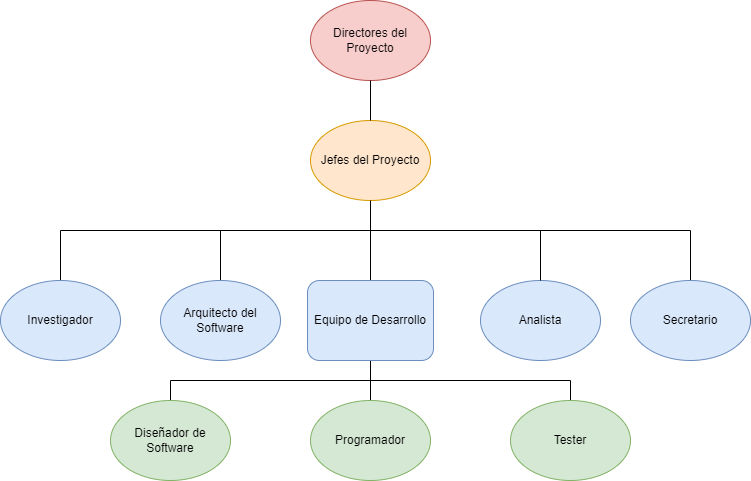 Directores del
Proyecto
Jefes del Proyecto
Investigador
Arquitecto del
Software
Equipo de Desarrollo
Analista
Secretario
Diseñador de
Software
Programador
Tester